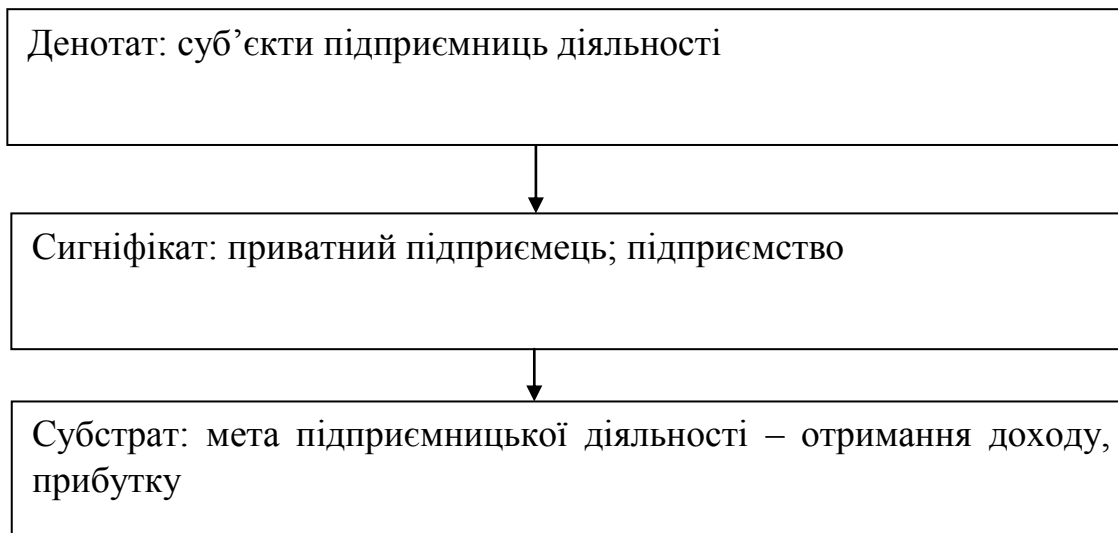 Денотат: суб’єкти підприємниць діяльності
Сигніфікат: приватний підприємець; підприємство
Субстрат: мета підприємницької діяльності – отримання доходу,
прибутку